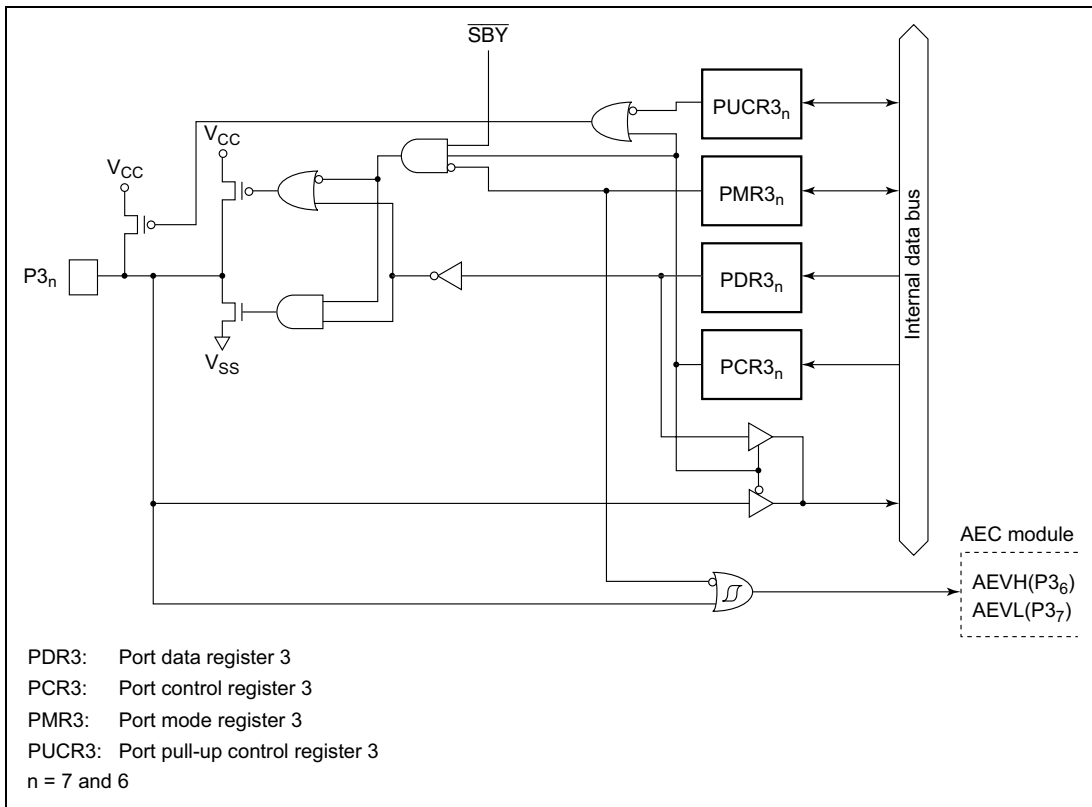 SBY
PUCR3n
VCC
VCC
PMR3n
P3n
PDR3n
Internal data bus
VSS
PCR3n
AEC module
AEVH(P36)
AEVL(P37)
PDR3: Port data register 3
PCR3: Port control register 3
PMR3: Port mode register 3
PUCR3: Port pull-up control register 3
n = 7 and 6